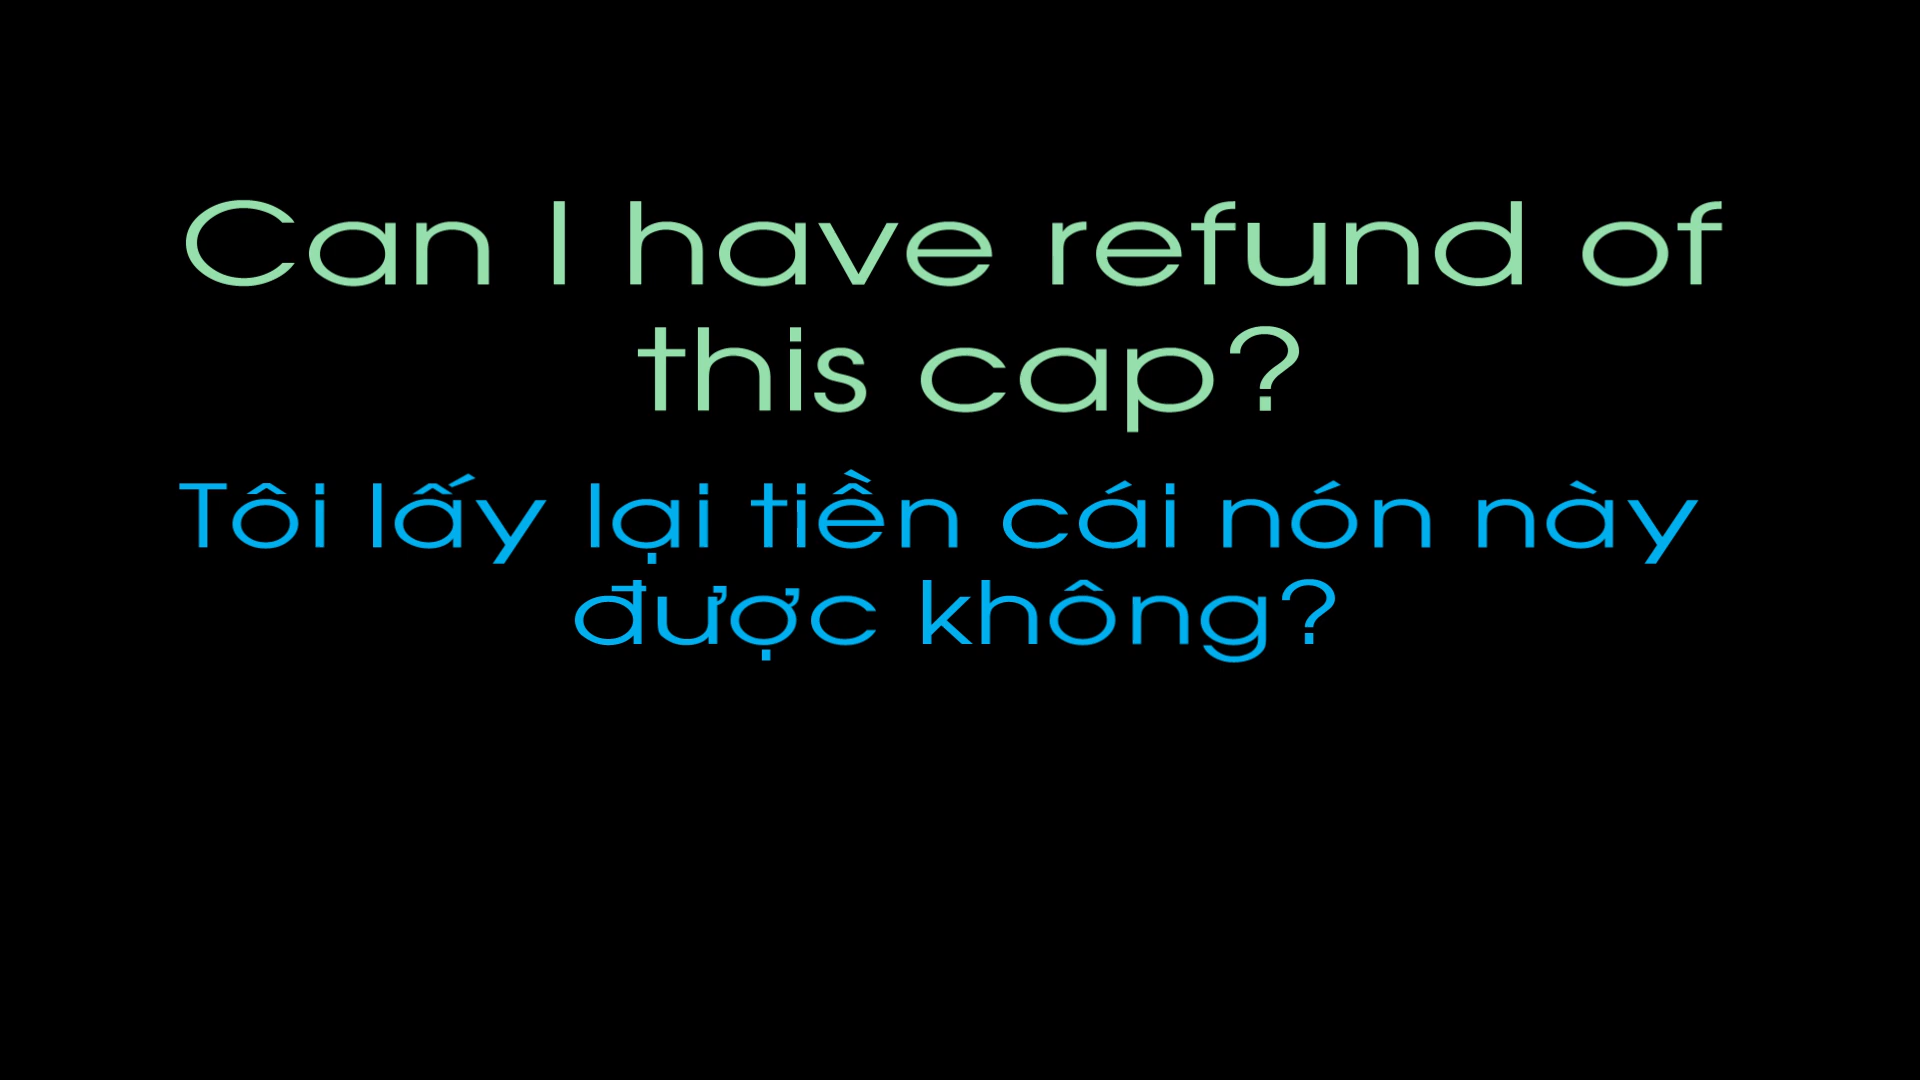 Can I have refund of
this cap?
Tôi lấy lại tiền cái nón này
được không?